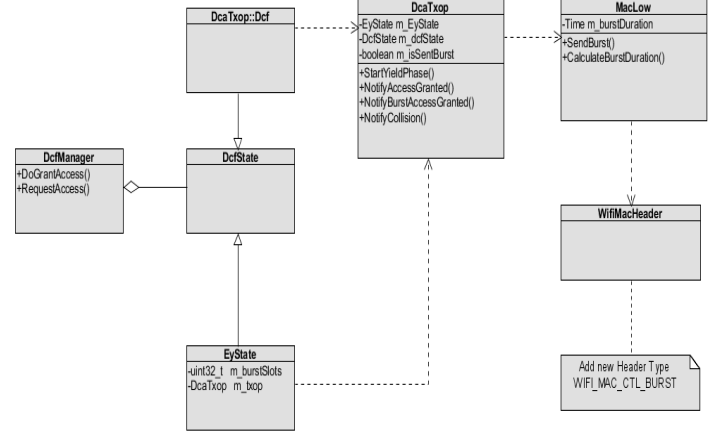 DcaTxop::Dcf
DcaTxop
-EyState m_EyState
-DcfState m_dcfState
-boolean m_isSentBurst
+StartYieldPhase()
+NotifyAccessGranted()
+NotifyBurstAccessGranted()
+NotifyCollision()
MacLow
-Time m_burstDuration
+SendBurst()
+CalculateBurstDuration()
DcfManager
+DoGrantAccess()
+RequestAccess()
DcfState
WifiMacHeader
EyState
-uint32_t m_burstSlots
-DcaTxop m_txop
Add new Header Type
WIFI_MAC_CTL_BURST